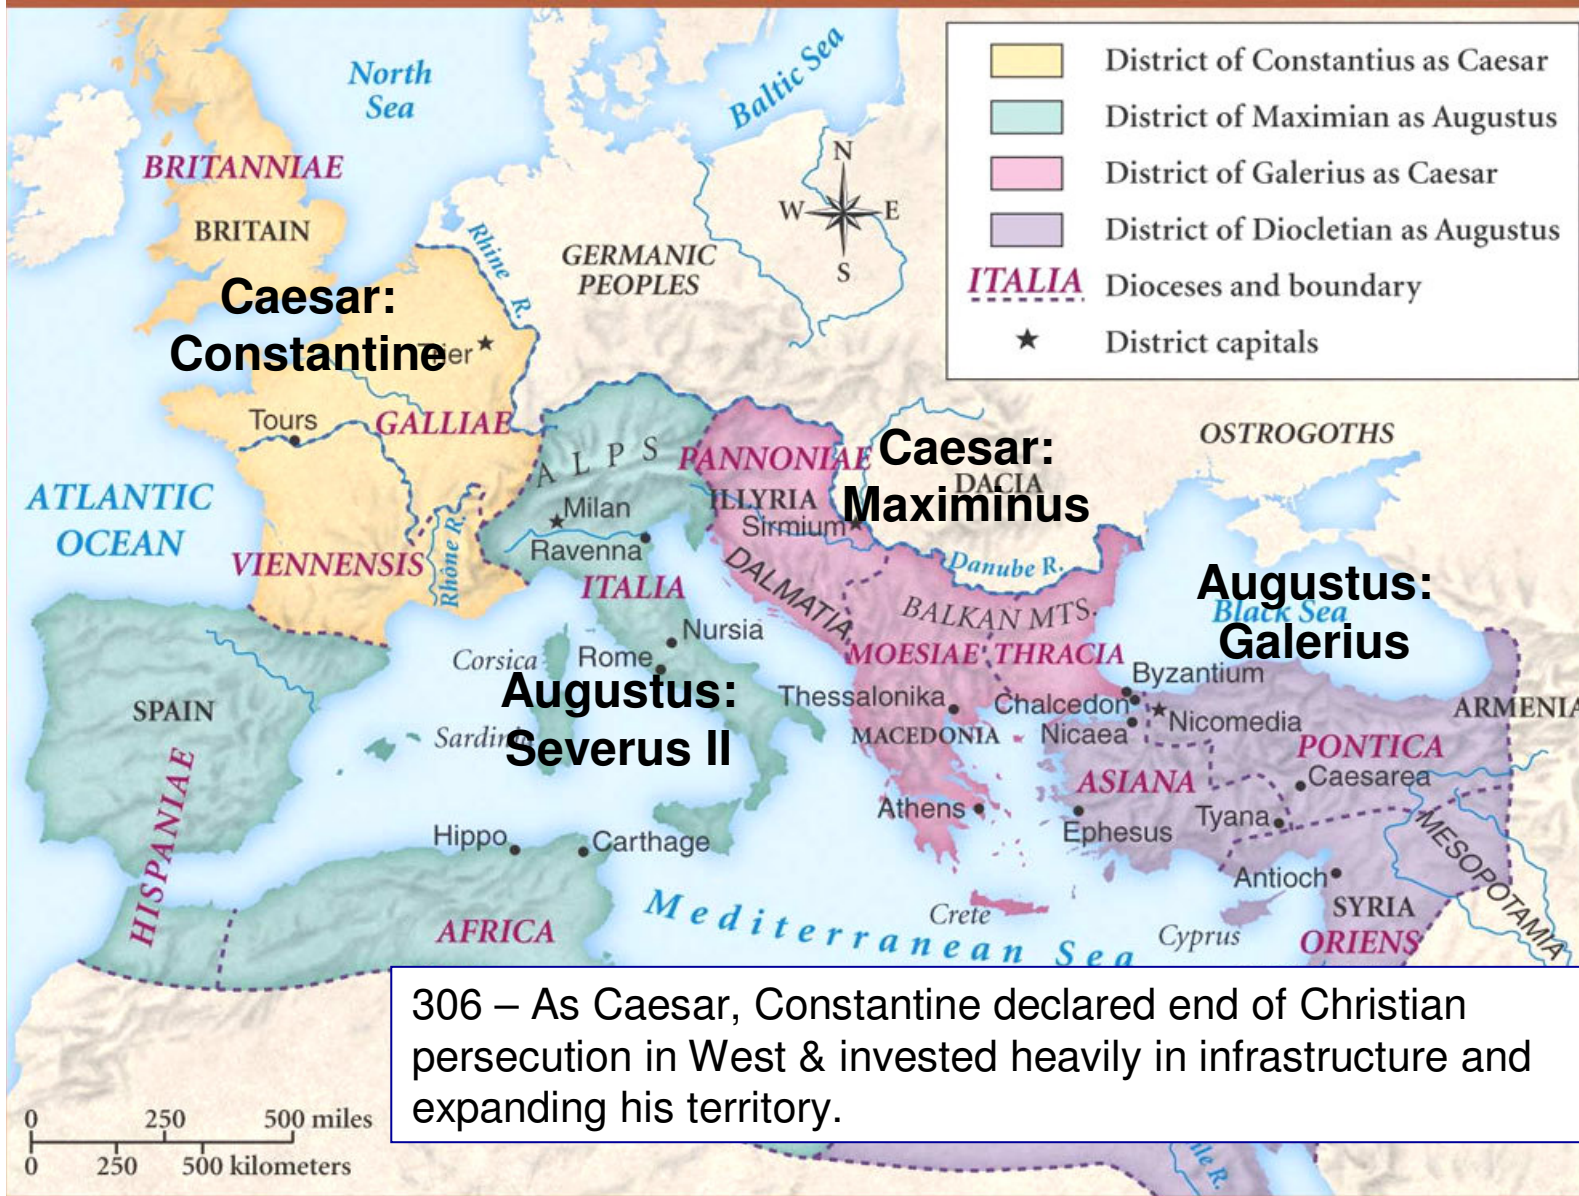 North
Sea
Baltic Sea
District of Constantius as Caesar
District of Maximian as Augustus
District of Galerius as Caesar
District of Diocletian as Augustus
ITALIA Dioceses and boundary
District capitals
N
W E
S
BRITANNIAE
BRITAIN
Rhine R.
GERMANIC
PEOPLES
Caesar:
Constantine
Trier
Tours
GALLIAE
ATLANTIC
OCEAN
VIENNENSIS
Rhône R.
ALPS
Milan
Ravenna
ITALIA
PANNONIAE
ILLYRIA
Sirmium
Caesar:
Maximinus
DACIA
OSTROGOTHS
Danube R.
DALMATIA
BALKAN MTS.
MOESIAE THRACIA
Augustus:
Galerius
Black Sea
Byzantium
Nursia
Corsica
Rome
Augustus:
Severus II
Sardinia
SPAIN
HISPANIAE
Thessalonika
Chalcedon
Nicomedia
Nicaea
MACEDONIA
ARMENIA
PONTICA
ASIANA
Caesarea
Athens
Ephesus
Tyana
MESOPOTAMIA
Hippo
Carthage
Antioch
SYRIA
ORIENS
AFRICA
Mediterranean Sea
Crete
Cyprus
306 – As Caesar, Constantine declared end of Christian
persecution in West & invested heavily in infrastructure and
expanding his territory.
0 250 500 miles
0 250 500 kilometers
ile R.